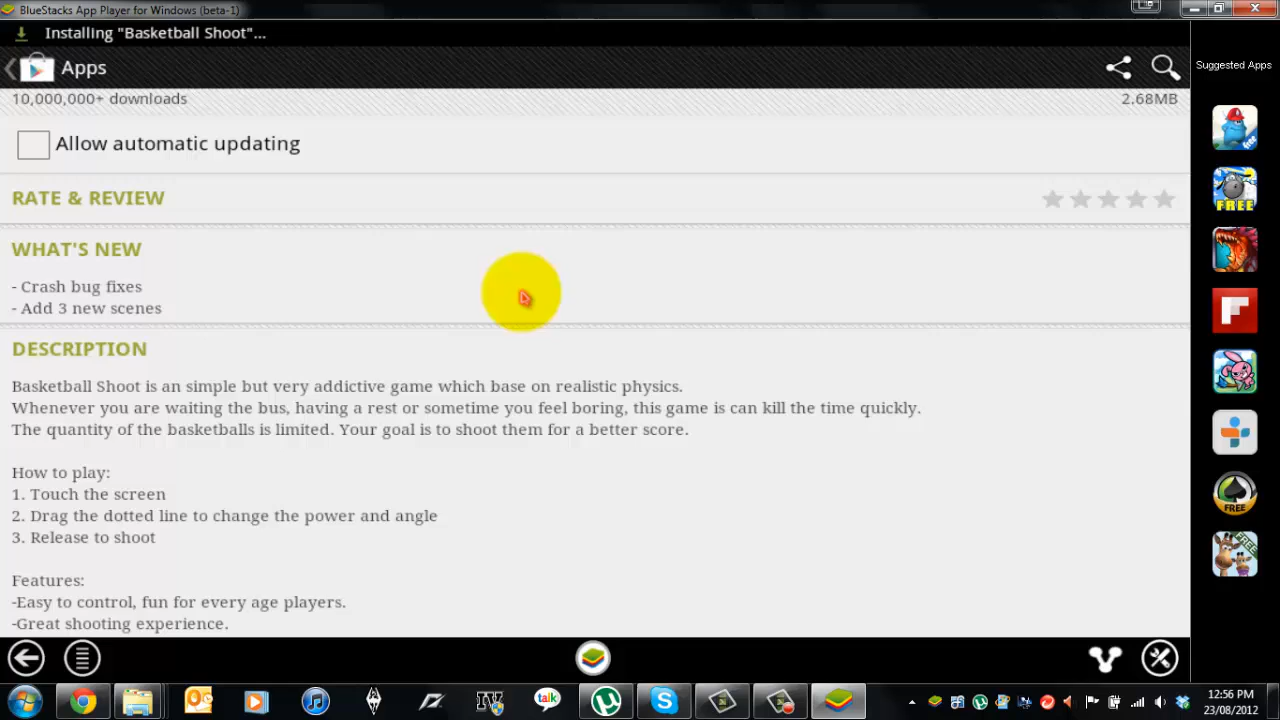 BlueStacks App Player for Windows (beta-1)
Installing "Basketball Shoot"...
Apps
Suggested Apps
10,000,000+ downloads
2.68MB
Allow automatic updating
RATE & REVIEW
WHAT'S NEW
- Crash bug fixes
- Add 3 new scenes
DESCRIPTION
Basketball Shoot is an simple but very addictive game which base on realistic physics.
Whenever you are waiting the bus, having a rest or sometime you feel boring, this game is can kill the time quickly.
The quantity of the basketballs is limited. Your goal is to shoot them for a better score.
How to play:
1. Touch the screen
2. Drag the dotted line to change the power and angle
3. Release to shoot
Features:
-Easy to control, fun for every age players.
-Great shooting experience.
free
FREE
FREE
FREE
talk
IV
12:56 PM
23/08/2012